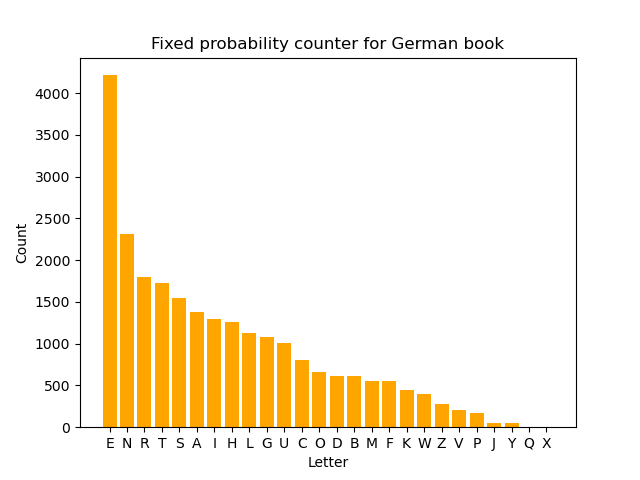 Fixed probability counter for German book
4000
3500
3000
2500
2000
1500
1000
500
0
Count
E N R T S A I H L G U C O D B M F K W Z V P J Y Q X
Letter